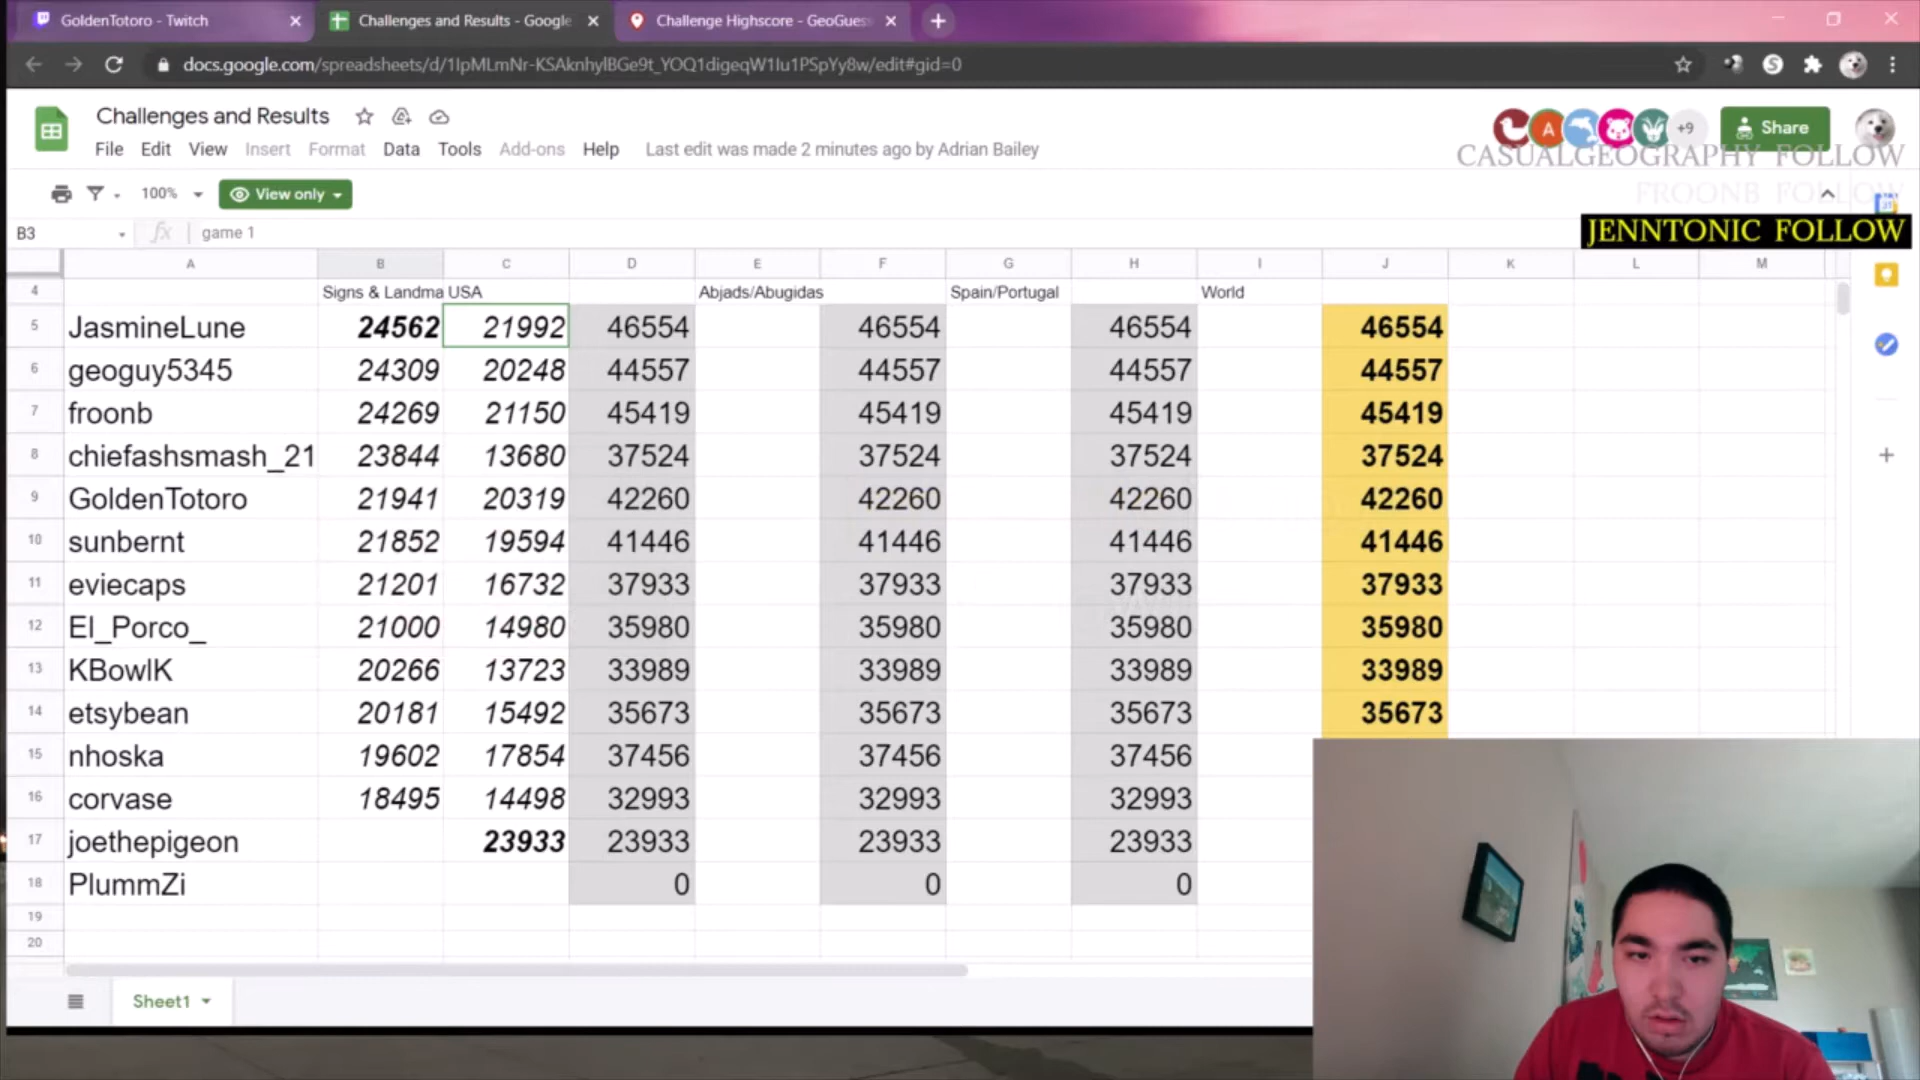 GoldenTotoro - Twitch
Challenges and Results - Google
Challenge Highscore - GeoGues
docs.google.com/spreadsheets/d/1IpMLmNr-KSAknhylBGe9t_YOQ1digeqW1Iu1PSpYy8w/edit#gid=0
Challenges and Results
+9
Share
File Edit View Insert Format Data Tools Add-ons Help Last edit was made 2 minutes ago by Adrian Bailey
CASUALGEOGRAPHY FOLLOW
100% View only
FROONB FOLLOW
JENNTONIC FOLLOW
B3 fx game 1
A B C D E F G H I J K L M
4 Signs & Landma USA Abjads/Abugidas Spain/Portugal World
5 JasmineLune 24562 21992 46554 46554 46554 46554
6 geoguy5345 24309 20248 44557 44557 44557 44557
7 froonb 24269 21150 45419 45419 45419 45419
8 chiefashsmash_21 23844 13680 37524 37524 37524 37524
9 GoldenTotoro 21941 20319 42260 42260 42260 42260
10 sunbernt 21852 19594 41446 41446 41446 41446
11 eviecaps 21201 16732 37933 37933 37933 37933
12 El_Porco_ 21000 14980 35980 35980 35980 35980
13 KBowlK 20266 13723 33989 33989 33989 33989
14 etsybean 20181 15492 35673 35673 35673 35673
15 nhoska 19602 17854 37456 37456 37456
16 corvase 18495 14498 32993 32993 32993
17 joethepigeon 23933 23933 23933 23933
18 PlummZi 0 0 0
19
20
Sheet1